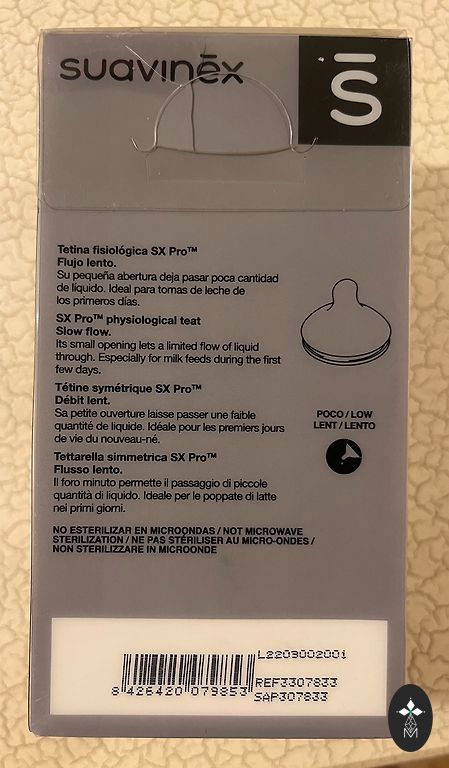 suavinēx
S̄
Tetina fisiológica SX Pro™
Flujo lento.
Su pequeña abertura deja pasar poca cantidad
de líquido. Ideal para tomas de leche de
los primeros días.
SX Pro™ physiological teat
Slow flow.
Its small opening lets a limited flow of liquid
through. Especially for milk feeds during the first
few days.
Tétine symétrique SX Pro™
Débit lent.
Sa petite ouverture laisse passer une faible
quantité de liquide. Idéale pour les premiers jours
de vie du nouveau-né.
Tettarella simmetrica SX Pro™
Flusso lento.
Il foro minuto permette il passaggio di piccole
quantità di liquido. Ideale per le poppate di latte
nei primi giorni.
POCO / LOW
LENT / LENTO
NO ESTERILIZAR EN MICROONDAS / NOT MICROWAVE
STERILIZATION / NE PAS STÉRILISER AU MICRO-ONDES /
NON STERILIZZARE IN MICROONDE
L2209002001
REF3307833
8 426420 079853 SAP307833
M